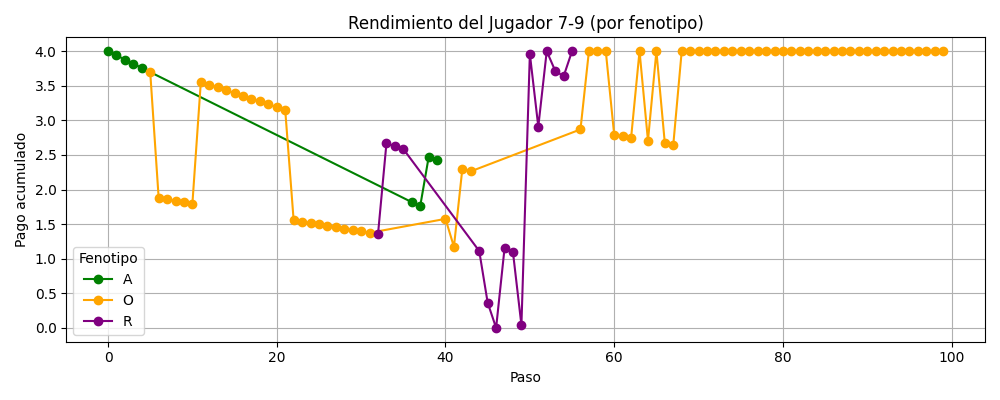 Rendimiento del Jugador 7-9 (por fenotipo)
Pago acumulado
4.0
3.5
3.0
2.5
2.0
1.5
1.0
0.5
0.0
Fenotipo
A
O
R
0 20 40 60 80 100
Paso